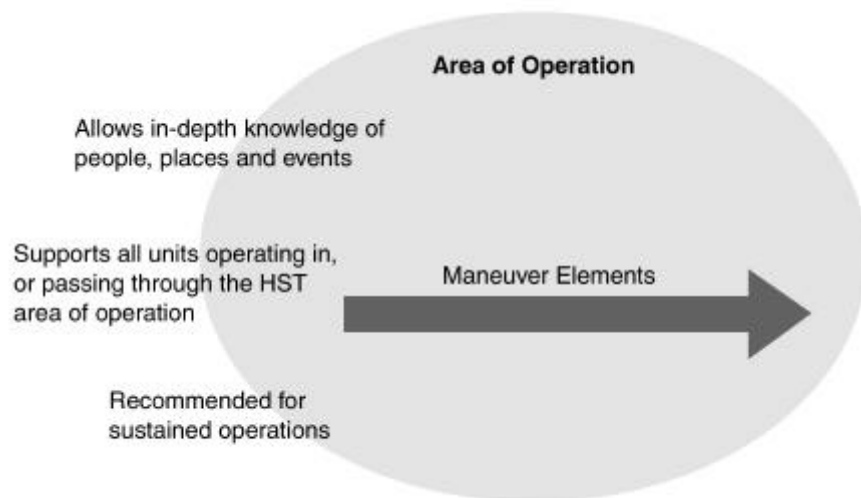 Area of Operation
Allows in-depth knowledge of
people, places and events
Supports all units operating in,
or passing through the HST
area of operation
Maneuver Elements
Recommended for
sustained operations